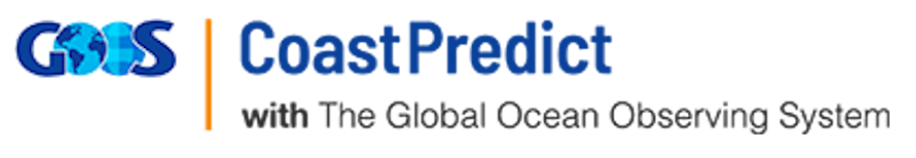 GOOS
CoastPredict
with The Global Ocean Observing System